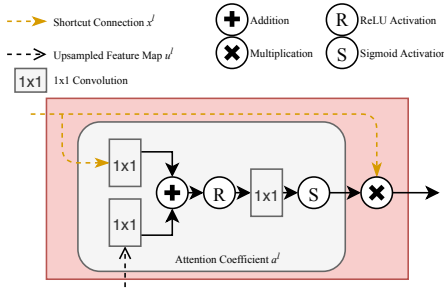 Shortcut Connection x^l
Addition
R
ReLU Activation
Upsampled Feature Map u^l
Multiplication
S
Sigmoid Activation
1x1
1x1 Convolution
1x1
1x1
R
1x1
S
Attention Coefficient a^l